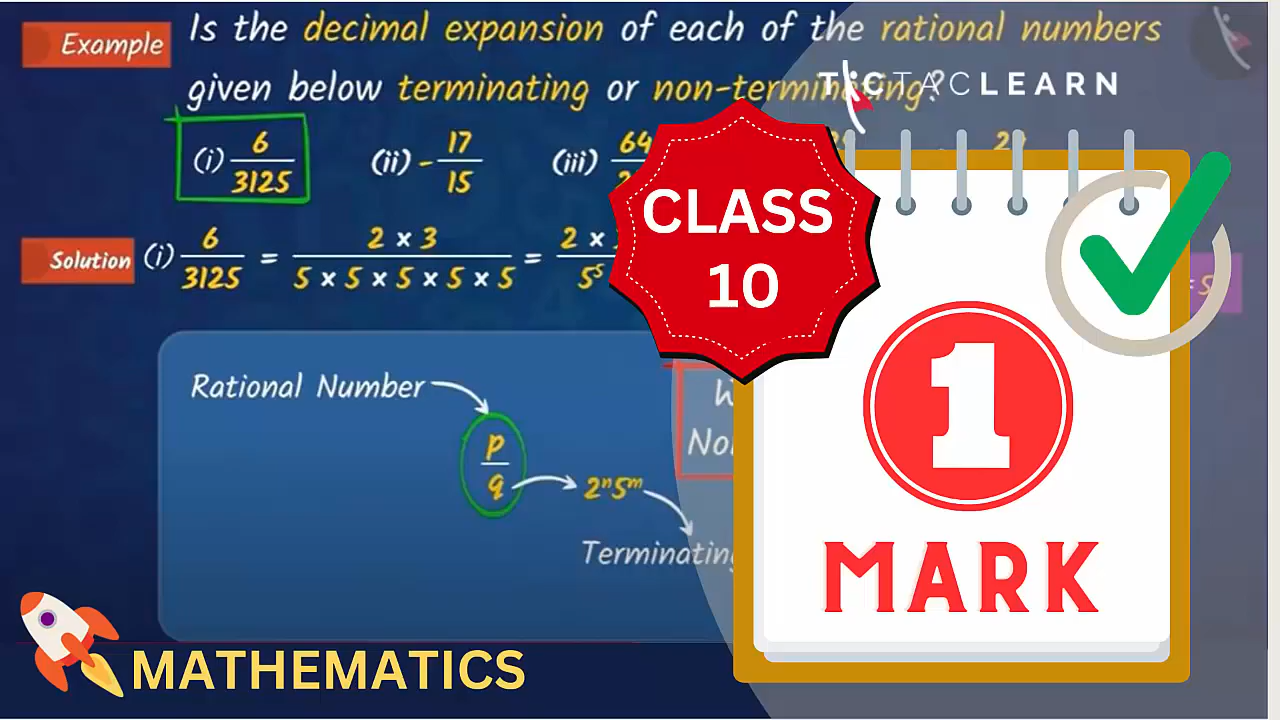 Example Is the decimal expansion of each of the rational numbers
given below terminating or non-terminating?
TICTACLEARN
(i) 6/3125 (ii) -17/15 (iii) 64
CLASS
10
Solution (i) 6/3125 = 2 × 3/5 × 5 × 5 × 5 × 5 = 2 ×/5⁵
Rational Number
p/q 2ⁿ5ᵐ
Terminating
1
MARK
MATHEMATICS